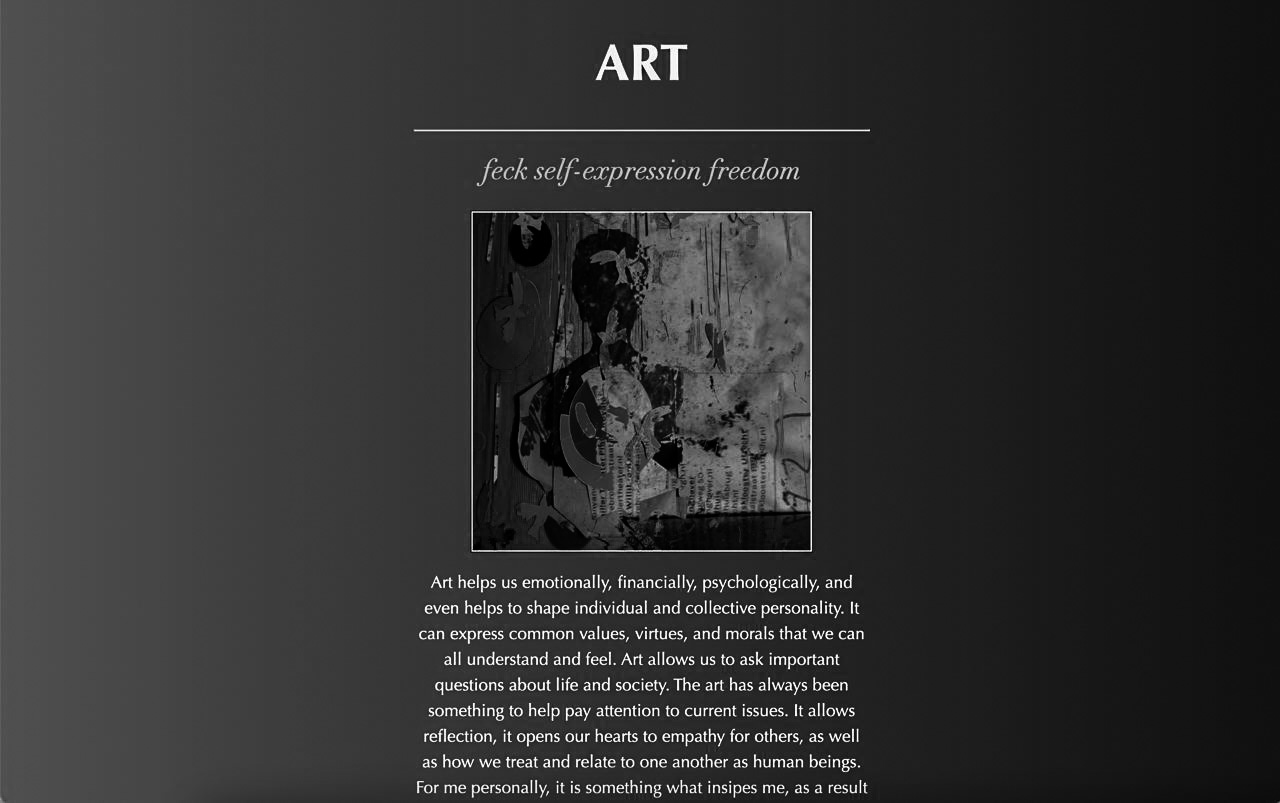 ART
feck self-expression freedom
Art helps us emotionally, financially, psychologically, and
even helps to shape individual and collective personality. It
can express common values, virtues, and morals that we can
all understand and feel. Art allows us to ask important
questions about life and society. The art has always been
something to help pay attention to current issues. It allows
reflection, it opens our hearts to empathy for others, as well
as how we treat and relate to one another as human beings.
For me personally, it is something what insipes me, as a result